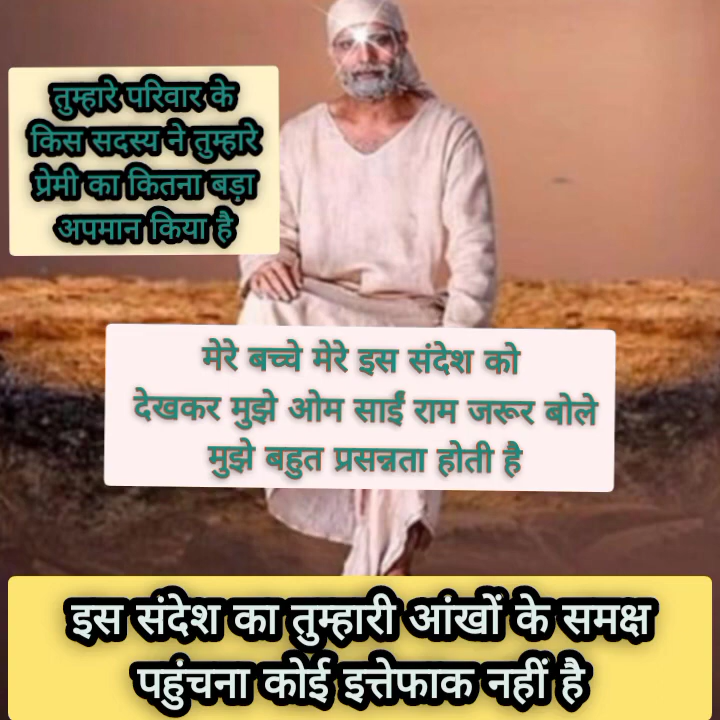 तुम्हारे परिवार के
किस सदस्य ने तुम्हारे
प्रेमी का कितना बड़ा
अपमान किया है
मेरे बच्चे मेरे इस संदेश को
देखकर मुझे ओम साईं राम जरूर बोले
मुझे बहुत प्रसन्नता होती है
इस संदेश का तुम्हारी आंखों के समक्ष
पहुंचना कोई इत्तेफाक नहीं है